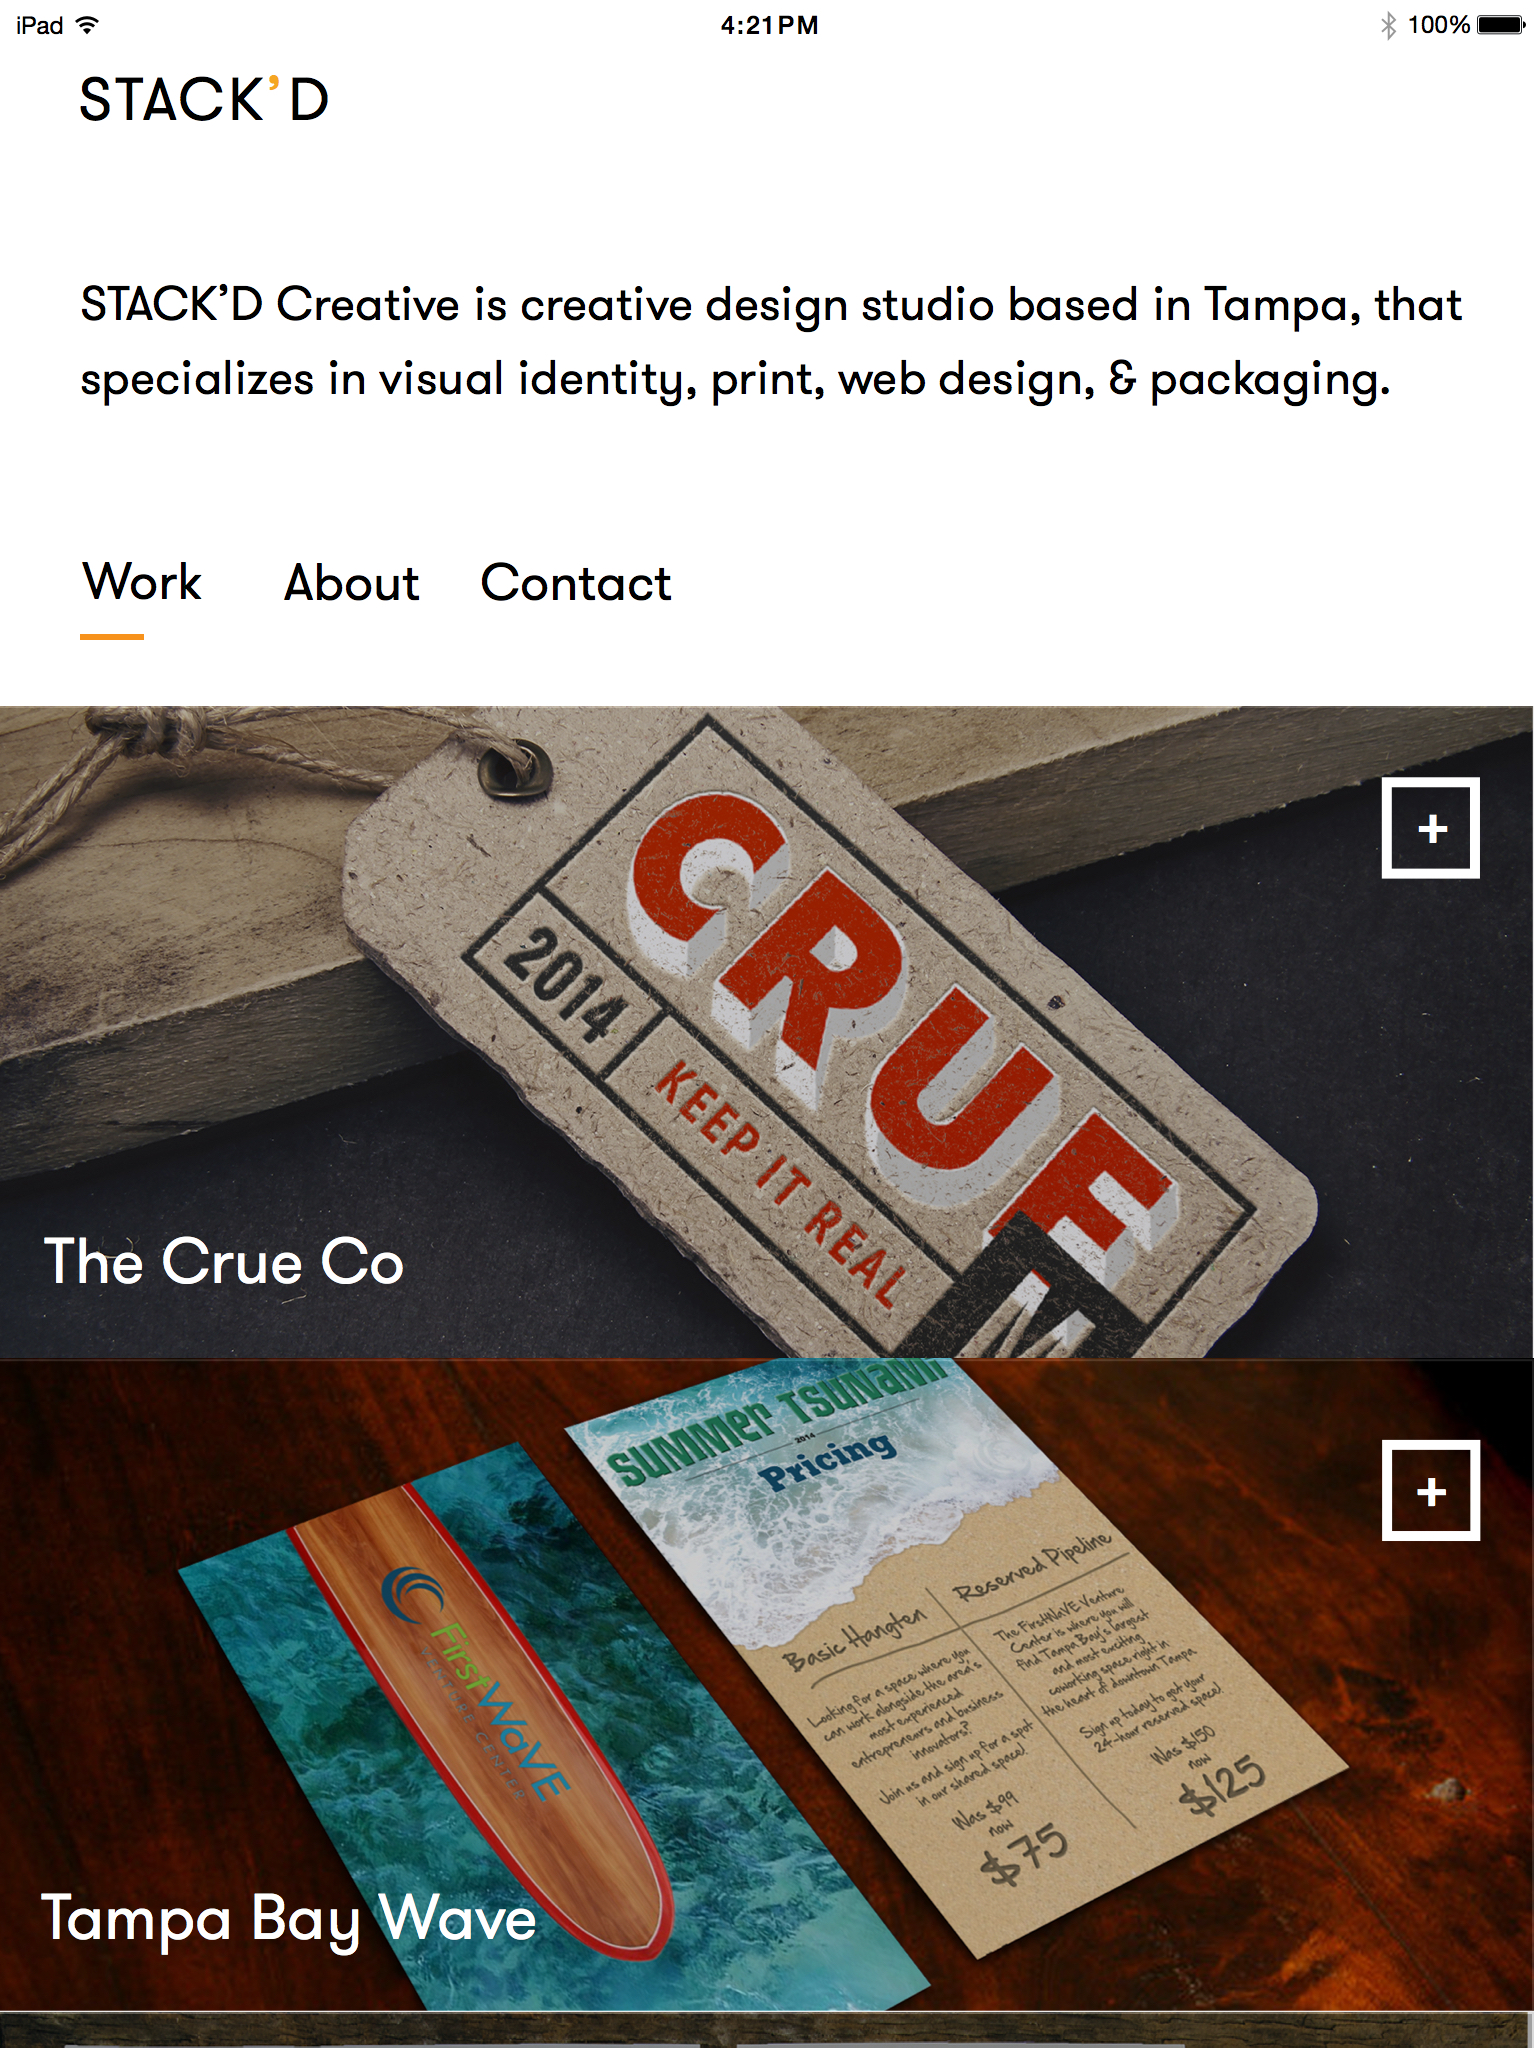 iPad 4:21PM 100%
STACK’D
STACK’D Creative is creative design studio based in Tampa, that
specializes in visual identity, print, web design, & packaging.
Work About Contact
+
CRUE
2014
KEEP IT REAL
M
The Crue Co
+
SUMMER TSUNAMI
2014
Pricing
Basic Hangten
Looking for a space where you
can work alongside the area's
most experienced
entrepreneurs and business
innovators?
Join us and sign up for a spot
in our shared space!
Was $99
now
$75
Reserved Pipeline
The FirstWaVE Venture
Center is where you will
find Tampa Bay's largest
and most exciting
coworking space right in
the heart of downtown Tampa
Sign up today to get your
24-hour reserved space!
Was $150
now
$125
FirstWaVE
VENTURE CENTER
Tampa Bay Wave